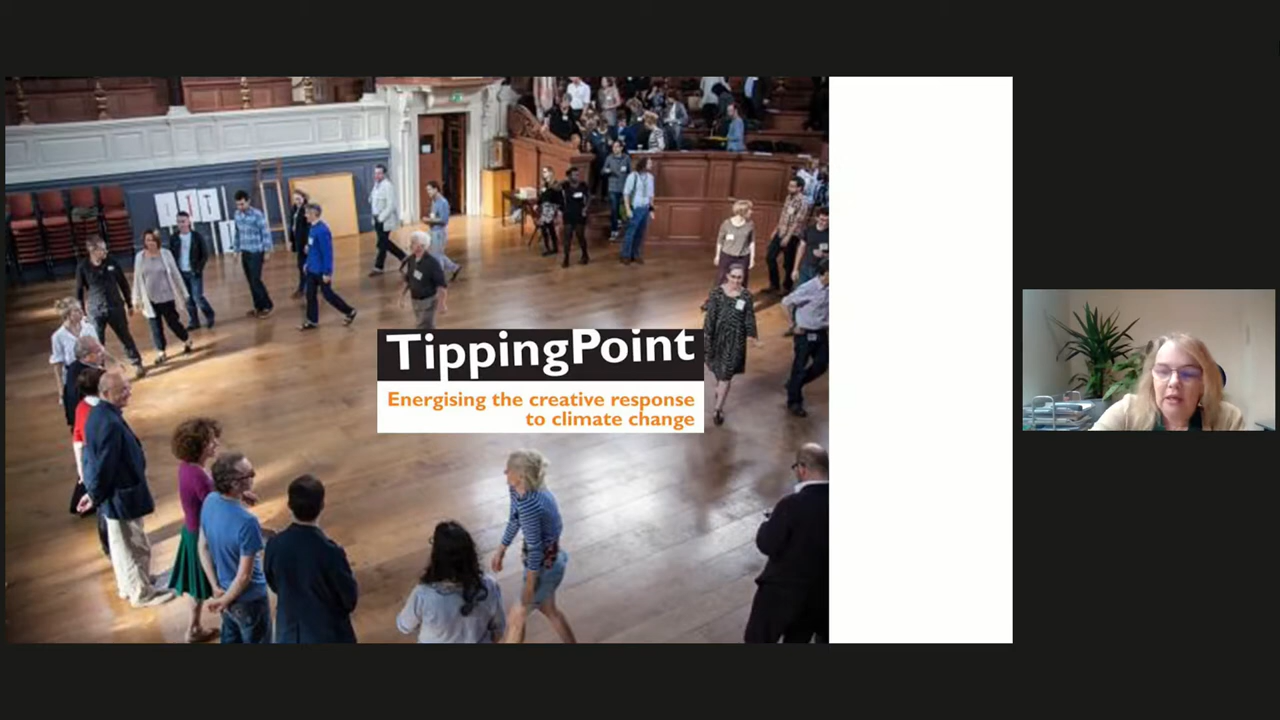 TippingPoint
Energising the creative response
to climate change